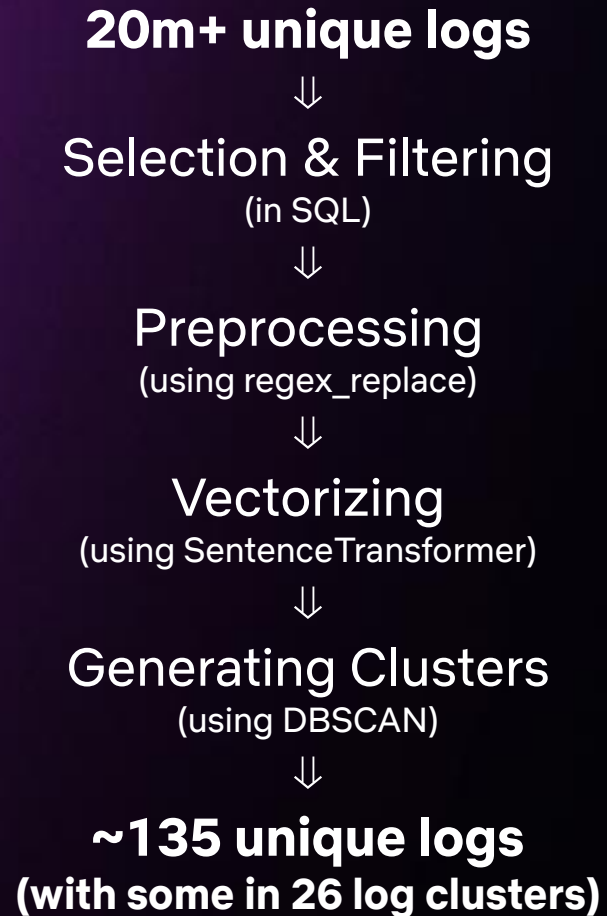 20m+ unique logs
⇓
Selection & Filtering
(in SQL)
⇓
Preprocessing
(using regex_replace)
⇓
Vectorizing
(using SentenceTransformer)
⇓
Generating Clusters
(using DBSCAN)
⇓
~135 unique logs
(with some in 26 log clusters)